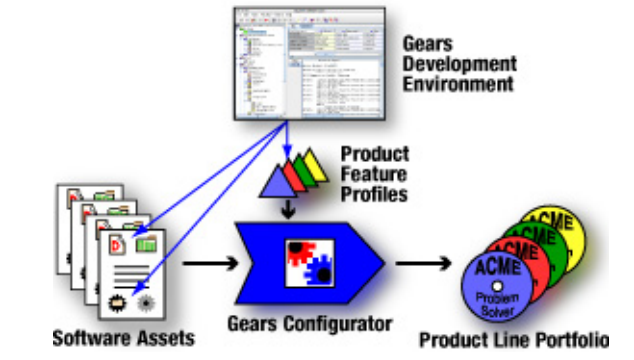 Gears
Development
Environment
Product
Feature
Profiles
D
Software Assets
Gears Configurator
ACME
ACME
ACME
ACME
Problem
Solver
Product Line Portfolio